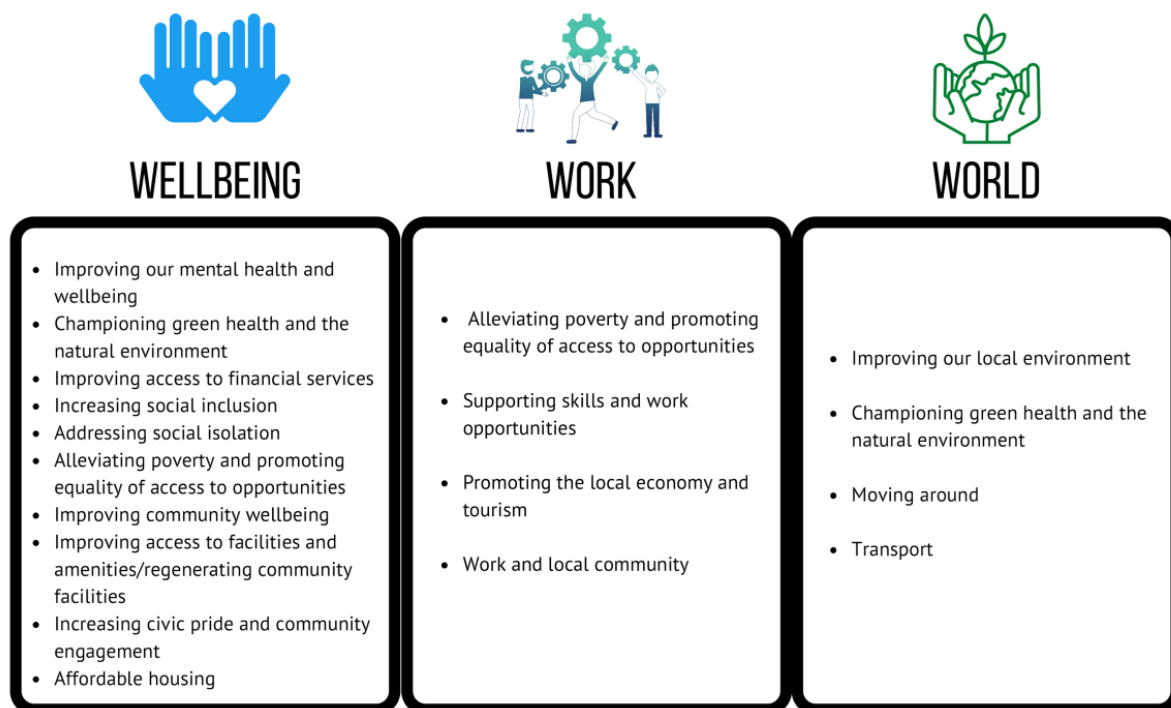 WELLBEING
• Improving our mental health and
wellbeing
• Championing green health and the
natural environment
• Improving access to financial services
• Increasing social inclusion
• Addressing social isolation
• Alleviating poverty and promoting
equality of access to opportunities
• Improving community wellbeing
• Improving access to facilities and
amenities/regenerating community
facilities
• Increasing civic pride and community
engagement
• Affordable housing
WORK
• Alleviating poverty and promoting
equality of access to opportunities
• Supporting skills and work
opportunities
• Promoting the local economy and
tourism
• Work and local community
WORLD
• Improving our local environment
• Championing green health and the
natural environment
• Moving around
• Transport